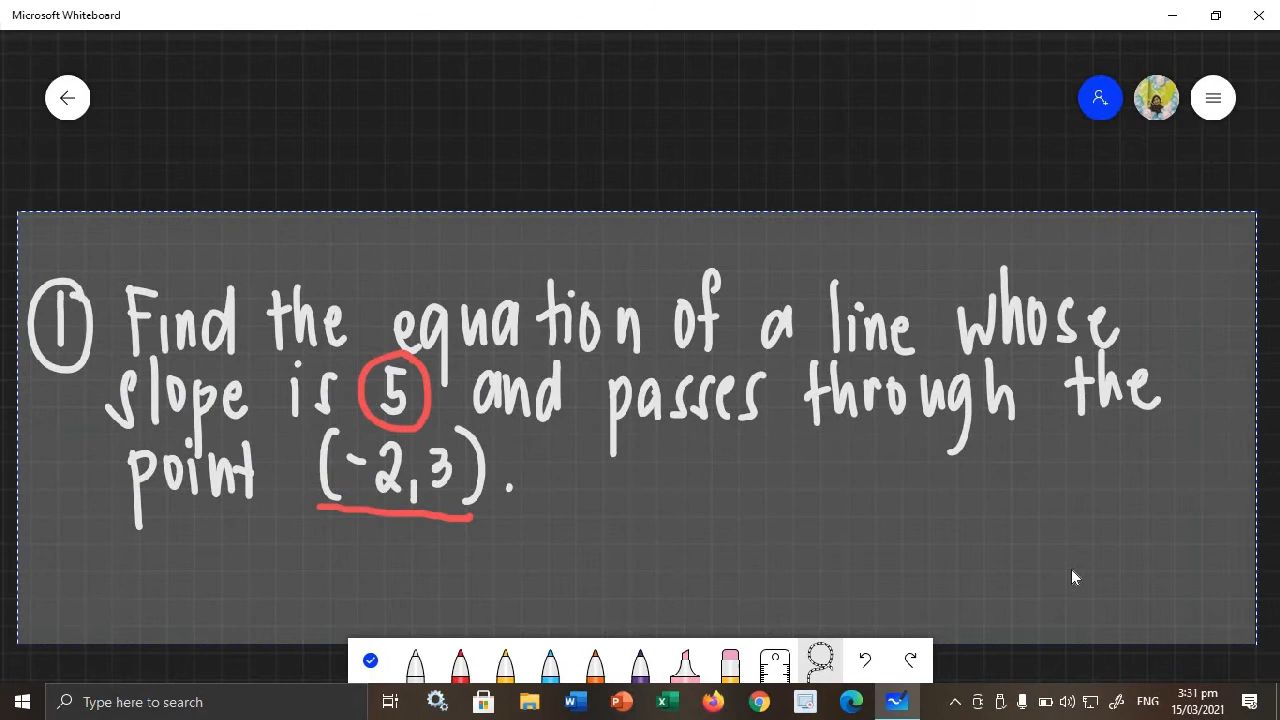 Microsoft Whiteboard
① Find the equation of a line whose
slope is 5 and passes through the
point (-2,3).
Type here to search
ENG
3:31 pm
15/03/2021